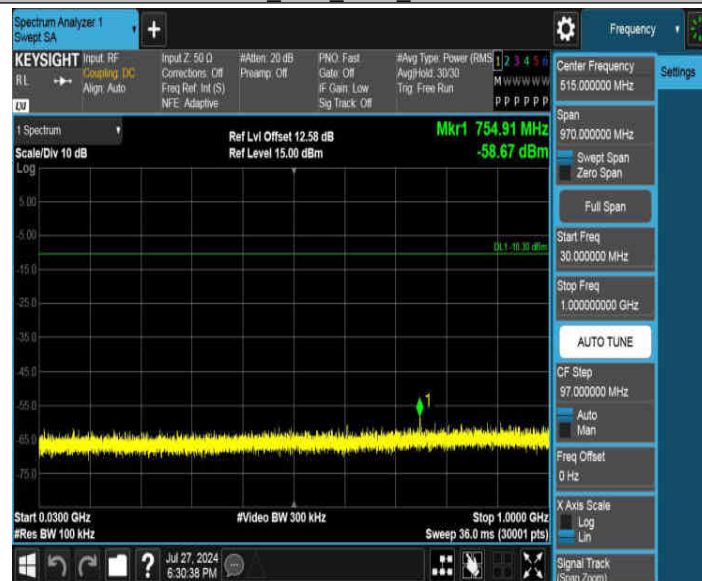 Spectrum Analyzer 1
Swept SA
+
Frequency
KEYSIGHT
RL
Input: RF
Coupling: DC
Align: Auto
Input Z: 50 Ω
Corrections: Off
Freq Ref: Int (S)
NFE: Adaptive
#Atten: 20 dB
Preamp: Off
PNO: Fast
Gate: Off
IF Gain: Low
Sig Track: Off
#Avg Type: Power (RMS
Avg|Hold: 30/30
Trig: Free Run
1 2 3 4 5 6
M W W W W W
P P P P P P
Settings
1 Spectrum
Scale/Div 10 dB
Log
Ref Lvl Offset 12.58 dB
Ref Level 15.00 dBm
Mkr1 754.91 MHz
-58.67 dBm
5.00
-5.00
-15.0
-25.0
-35.0
-45.0
-55.0
-65.0
-75.0
DL1 -10.30 dBm
1
Start 0.0300 GHz
#Res BW 100 kHz
#Video BW 300 kHz
Stop 1.0000 GHz
Sweep 36.0 ms (30001 pts)
Center Frequency
515.000000 MHz
Span
970.000000 MHz
Swept Span
Zero Span
Full Span
Start Freq
30.000000 MHz
Stop Freq
1.000000000 GHz
AUTO TUNE
CF Step
97.000000 MHz
Auto
Man
Freq Offset
0 Hz
X Axis Scale
Log
Lin
Signal Track
(Span Zoom)
?
Jul 27, 2024
6:30:38 PM